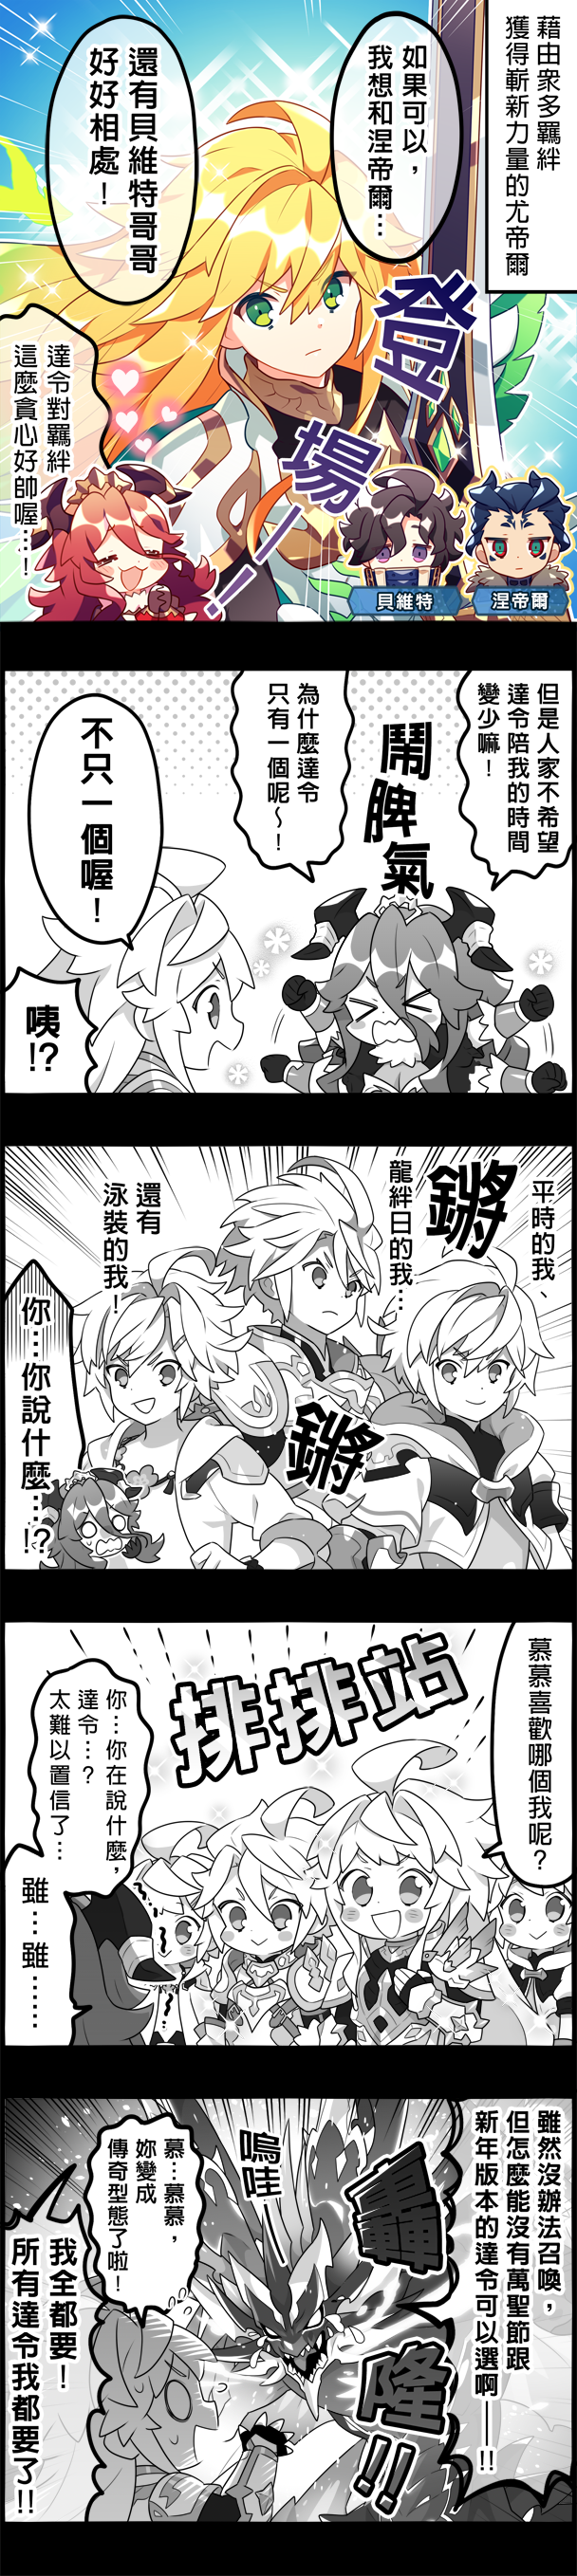 藉由眾多羈絆
獲得嶄新力量的尤帝爾
如果可以，
我想和涅帝爾…
還有貝維特哥哥
好好相處！
登場——!!
達令對羈絆
這麼貪心好帥喔…！
貝維特
涅帝爾
但是人家不希望
達令陪我的時間
變少嘛！
鬧脾氣
為什麼達令
只有一個呢～！
不只一個喔！
咦!?
平時的我、
鏘
龍絆日的我…
鏘
還有
泳裝的我！
你…你說什麼…!?
慕慕喜歡哪個我呢？
排排站
你…你在說什麼，
達令…？
太難以置信了…
雖…雖……
雖然沒辦法召喚，
但怎麼能沒有萬聖節跟
新年版本的達令可以選啊——!!
轟隆!!
嗚哇——
慕…慕慕，
妳變成
傳奇型態了啦！
我全都要！
所有達令我都要了!!